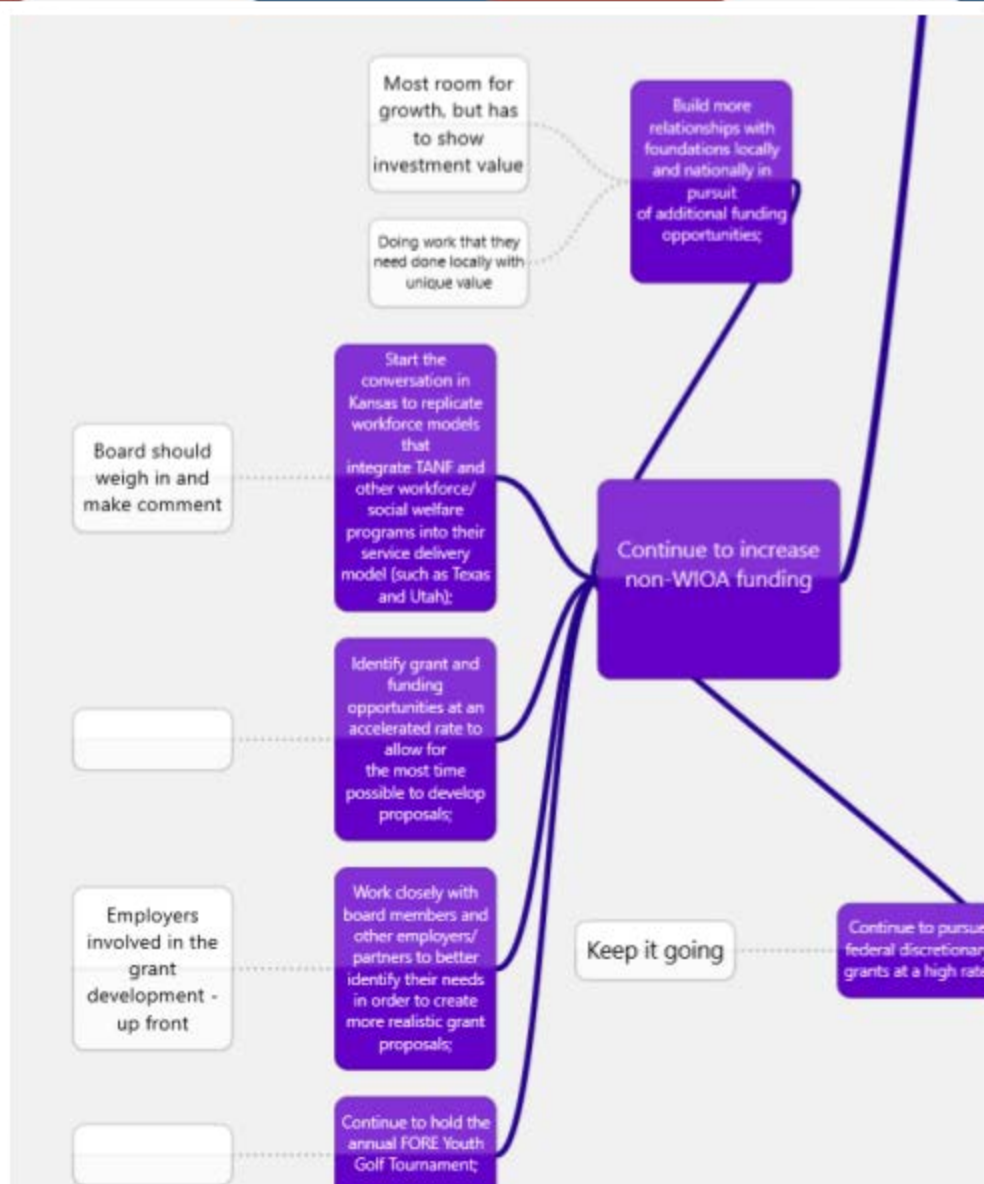 Most room for
growth, but has
to show
investment value
Doing work that they
need done locally with
unique value
Build more
relationships with
foundations locally
and nationally in
pursuit
of additional funding
opportunities;
Start the
conversation in
Kansas to replicate
workforce models
that
integrate TANF and
other workforce/
social welfare
programs into their
service delivery
model (such as Texas
and Utah);
Board should
weigh in and
make comment
Continue to increase
non-WIOA funding
Identify grant and
funding
opportunities at an
accelerated rate to
allow for
the most time
possible to develop
proposals;
Work closely with
board members and
other employers/
partners to better
identify their needs
in order to create
more realistic grant
proposals;
Employers
involved in the
grant
development -
up front
Keep it going
Continue to pursue
federal discretionary
grants at a high rate
Continue to hold the
annual FORE Youth
Golf Tournament;